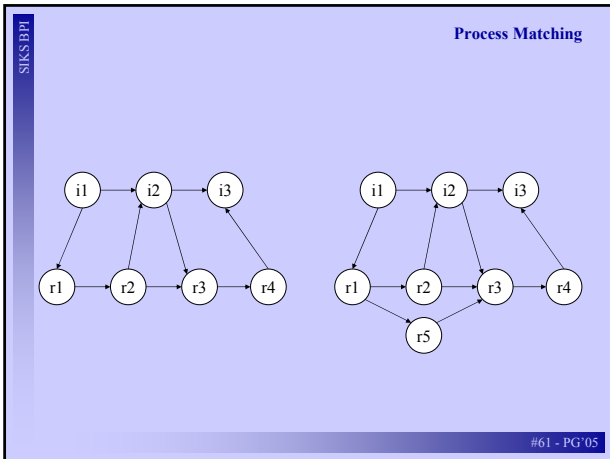 SIKS BPI
Process Matching
i1 i2 i3 i1 i2 i3
r1 r2 r3 r4 r1 r2 r3 r4
r5
#61 - PG'05